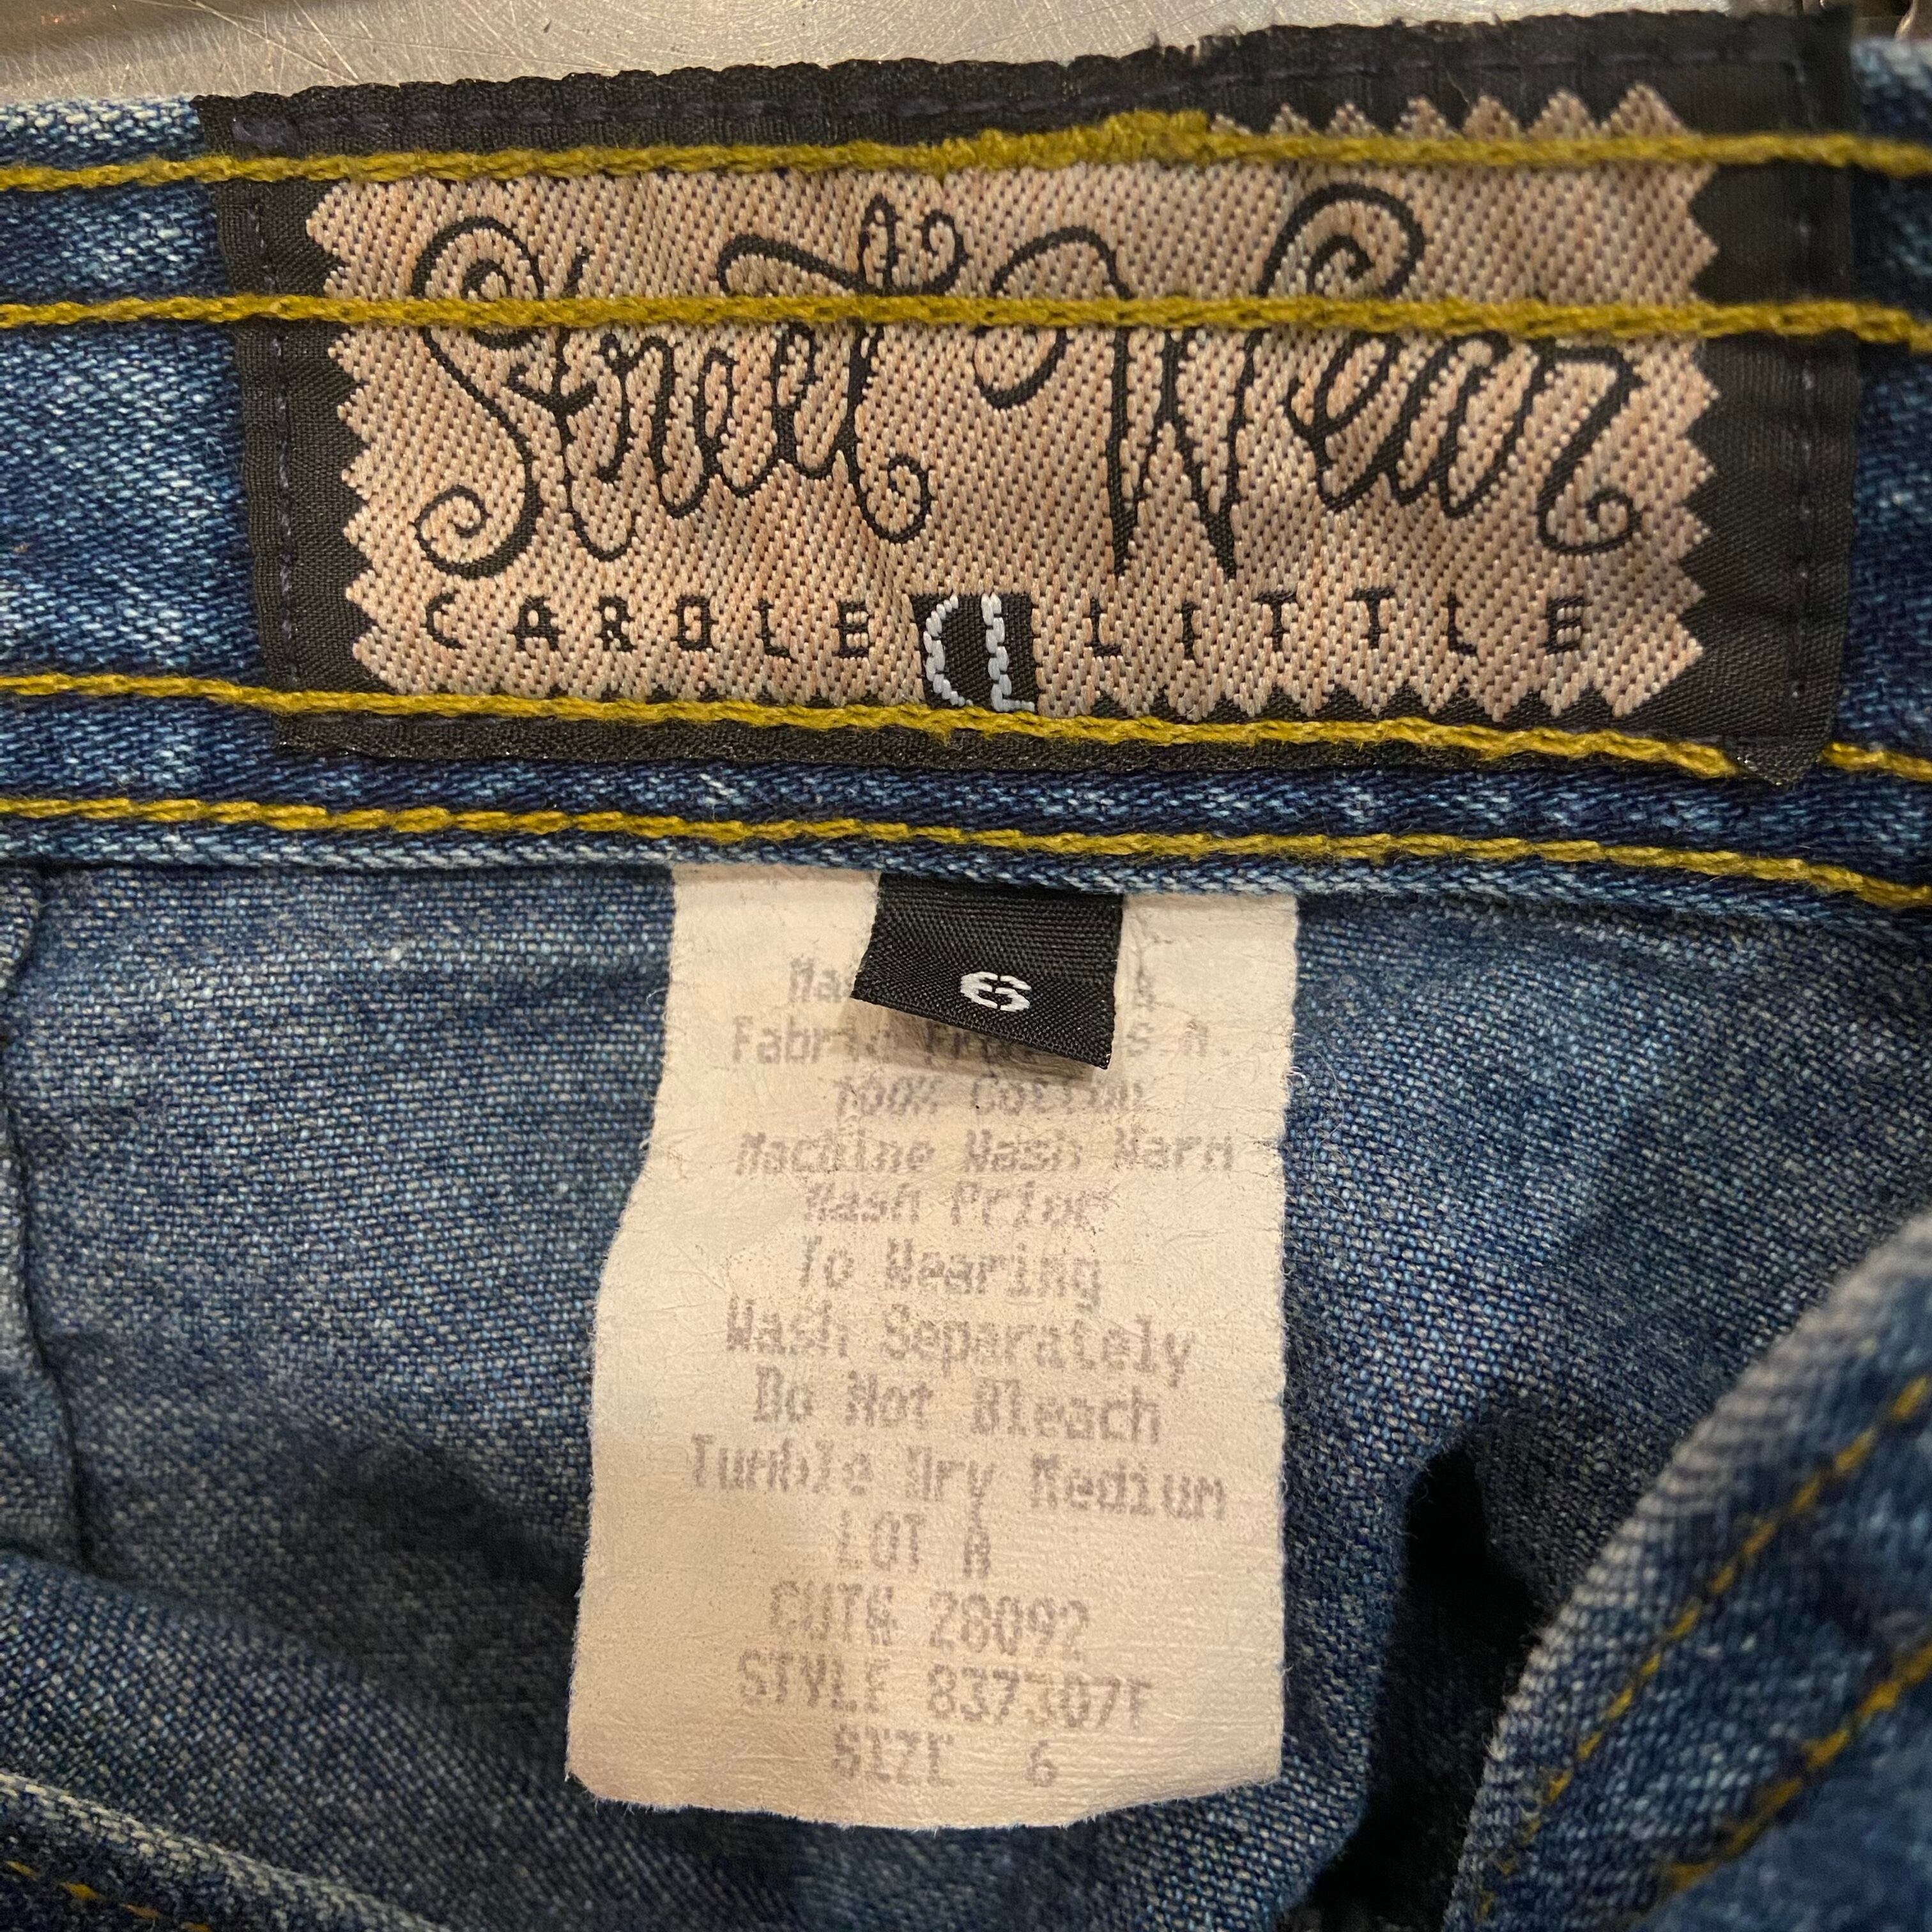 Street Wear
CAROLE CL LITTLE
6
Fabric
100% Cotton
Machine Wash Warm
Wash Prior
To Wearing
Wash Separately
Do Not Bleach
Tumble Dry Medium
LOT A
CUT# 28092
STYLE 837307F
SIZE 6